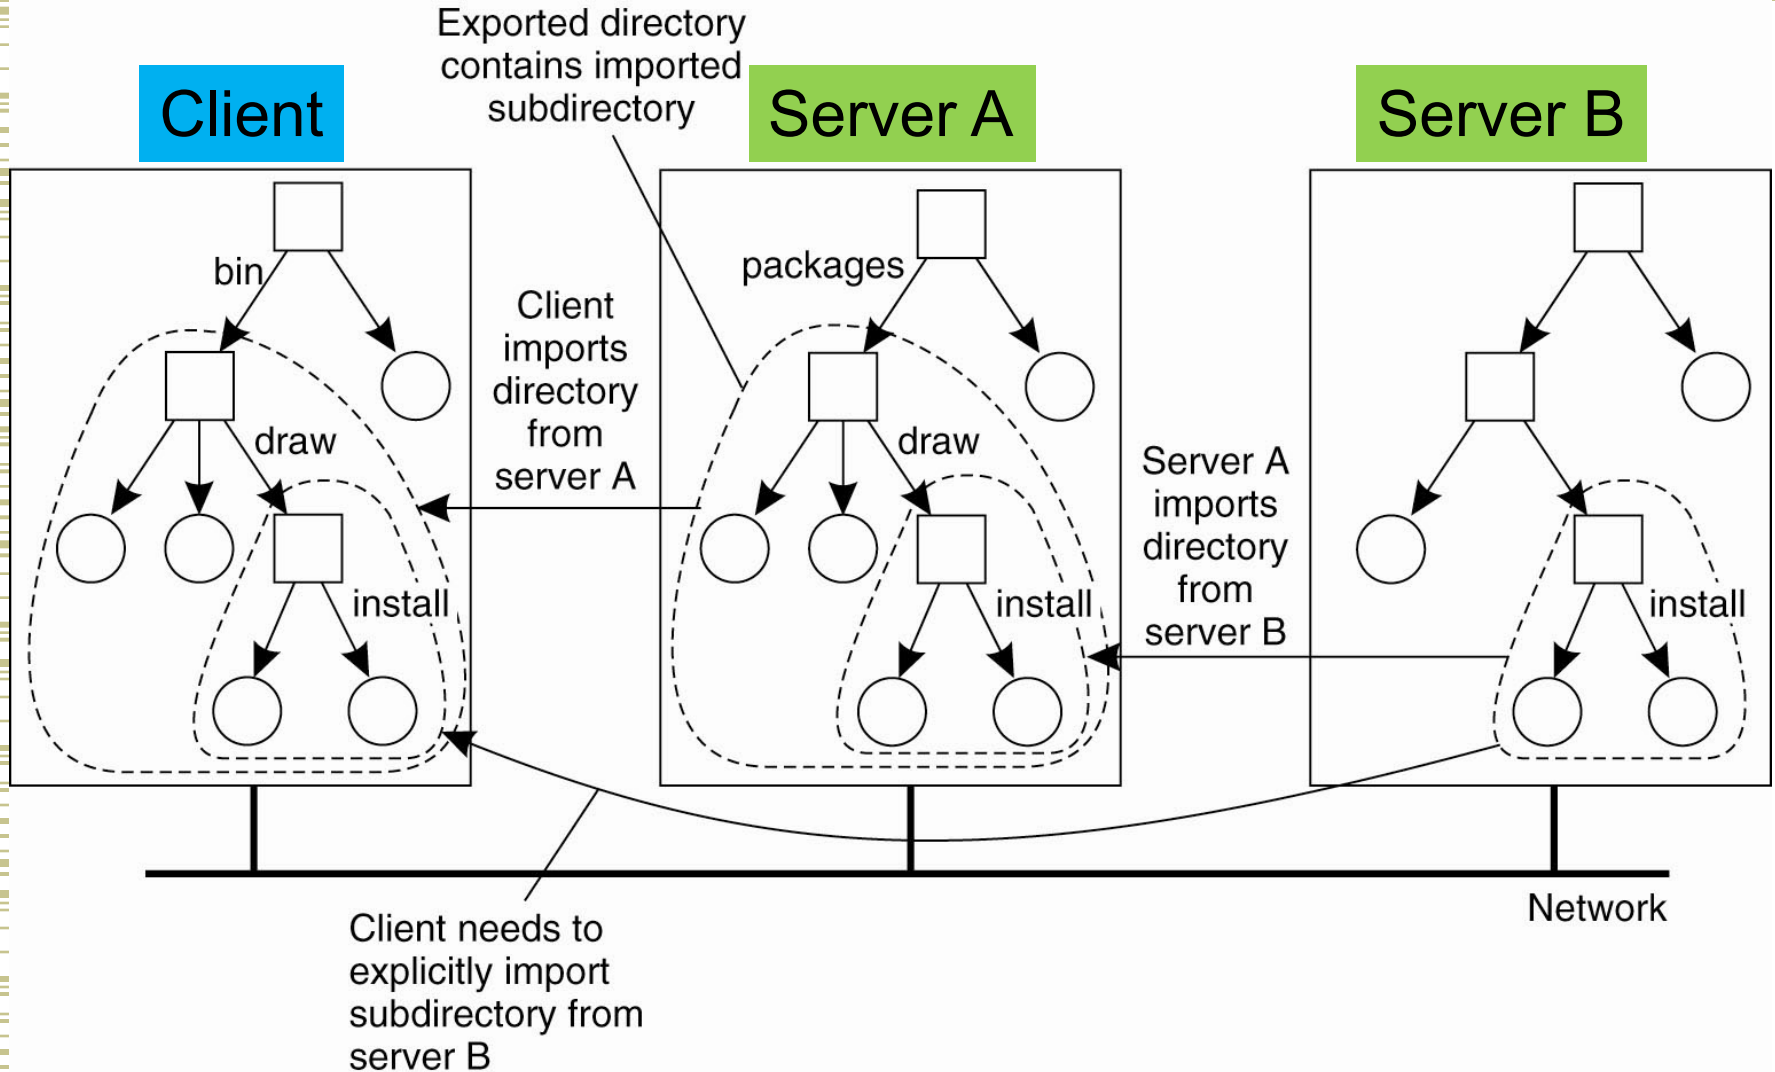 Exported directory
contains imported
subdirectory
Client
Server A
Server B
bin
packages
Client
imports
directory
from
server A
draw
draw
Server A
imports
directory
from
server B
install
install
install
Network
Client needs to
explicitly import
subdirectory from
server B